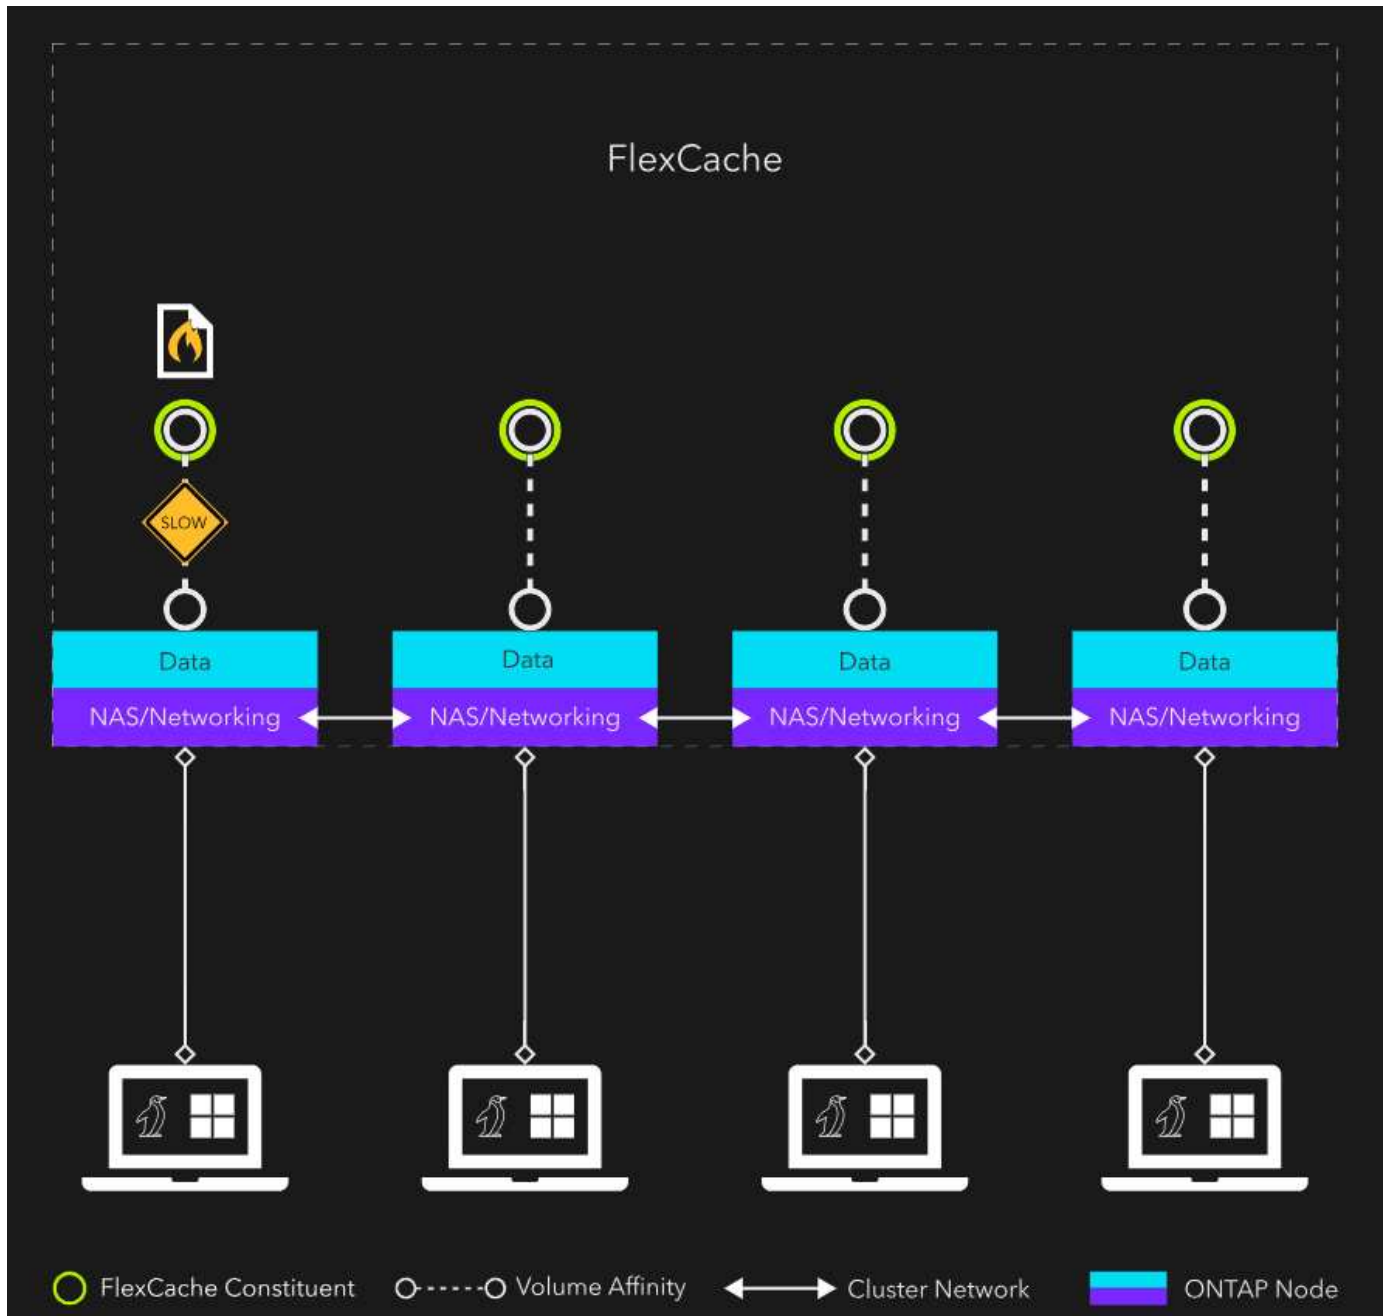 FlexCache
SLOW
Data Data Data Data
NAS/Networking NAS/Networking NAS/Networking NAS/Networking
FlexCache Constituent Volume Affinity Cluster Network ONTAP Node